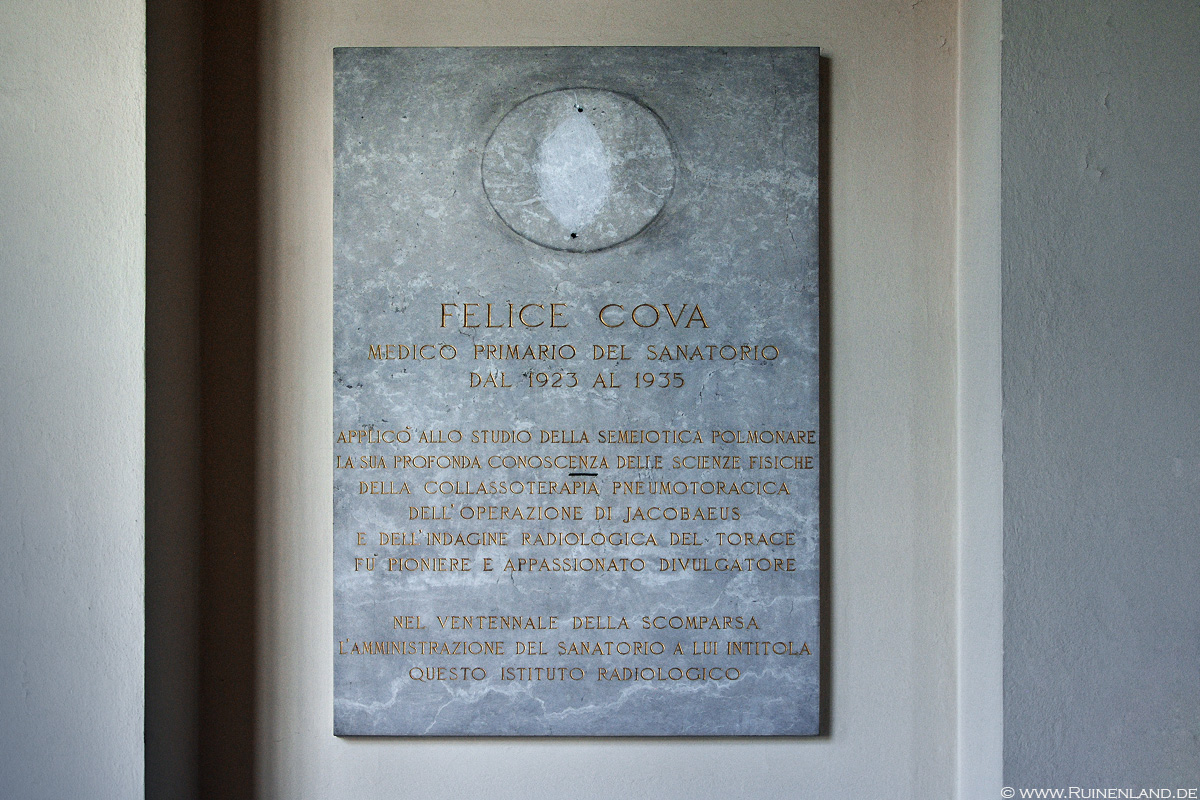 FELICE COVA
MEDICO PRIMARIO DEL SANATORIO
DAL 1923 AL 1935
APPLICO' ALLO STUDIO DELLA SEMEIOTICA POLMONARE
LA SUA PROFONDA CONOSCENZA DELLE SCIENZE FISICHE
DELLA COLLASSOTERAPIA PNEUMOTORACICA
DELL'OPERAZIONE DI JACOBAEUS
E DELL'INDAGINE RADIOLOGICA DEL TORACE
FU' PIONIERE E APPASSIONATO DIVULGATORE
NEL VENTENNALE DELLA SCOMPARSA
L'AMMINISTRAZIONE DEL SANATORIO A LUI INTITOLA
QUESTO ISTITUTO RADIOLOGICO
© www.Ruinenland.de